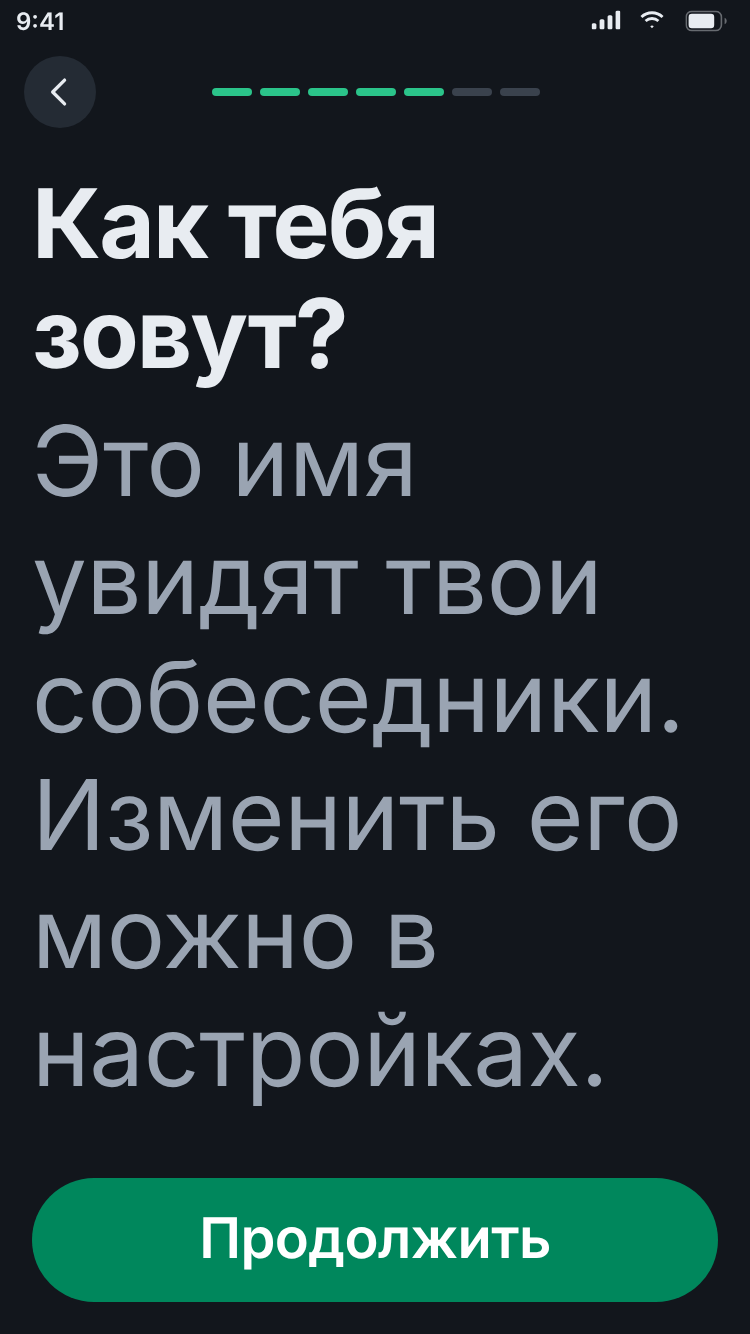 9:41
Как тебя
зовут?
Это имя
увидят твои
собеседники.
Изменить его
можно в
настройках.
Продолжить